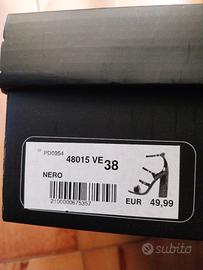 PD0954
48015 VE 38
NERO
2100000675357
EUR 49,99
subito